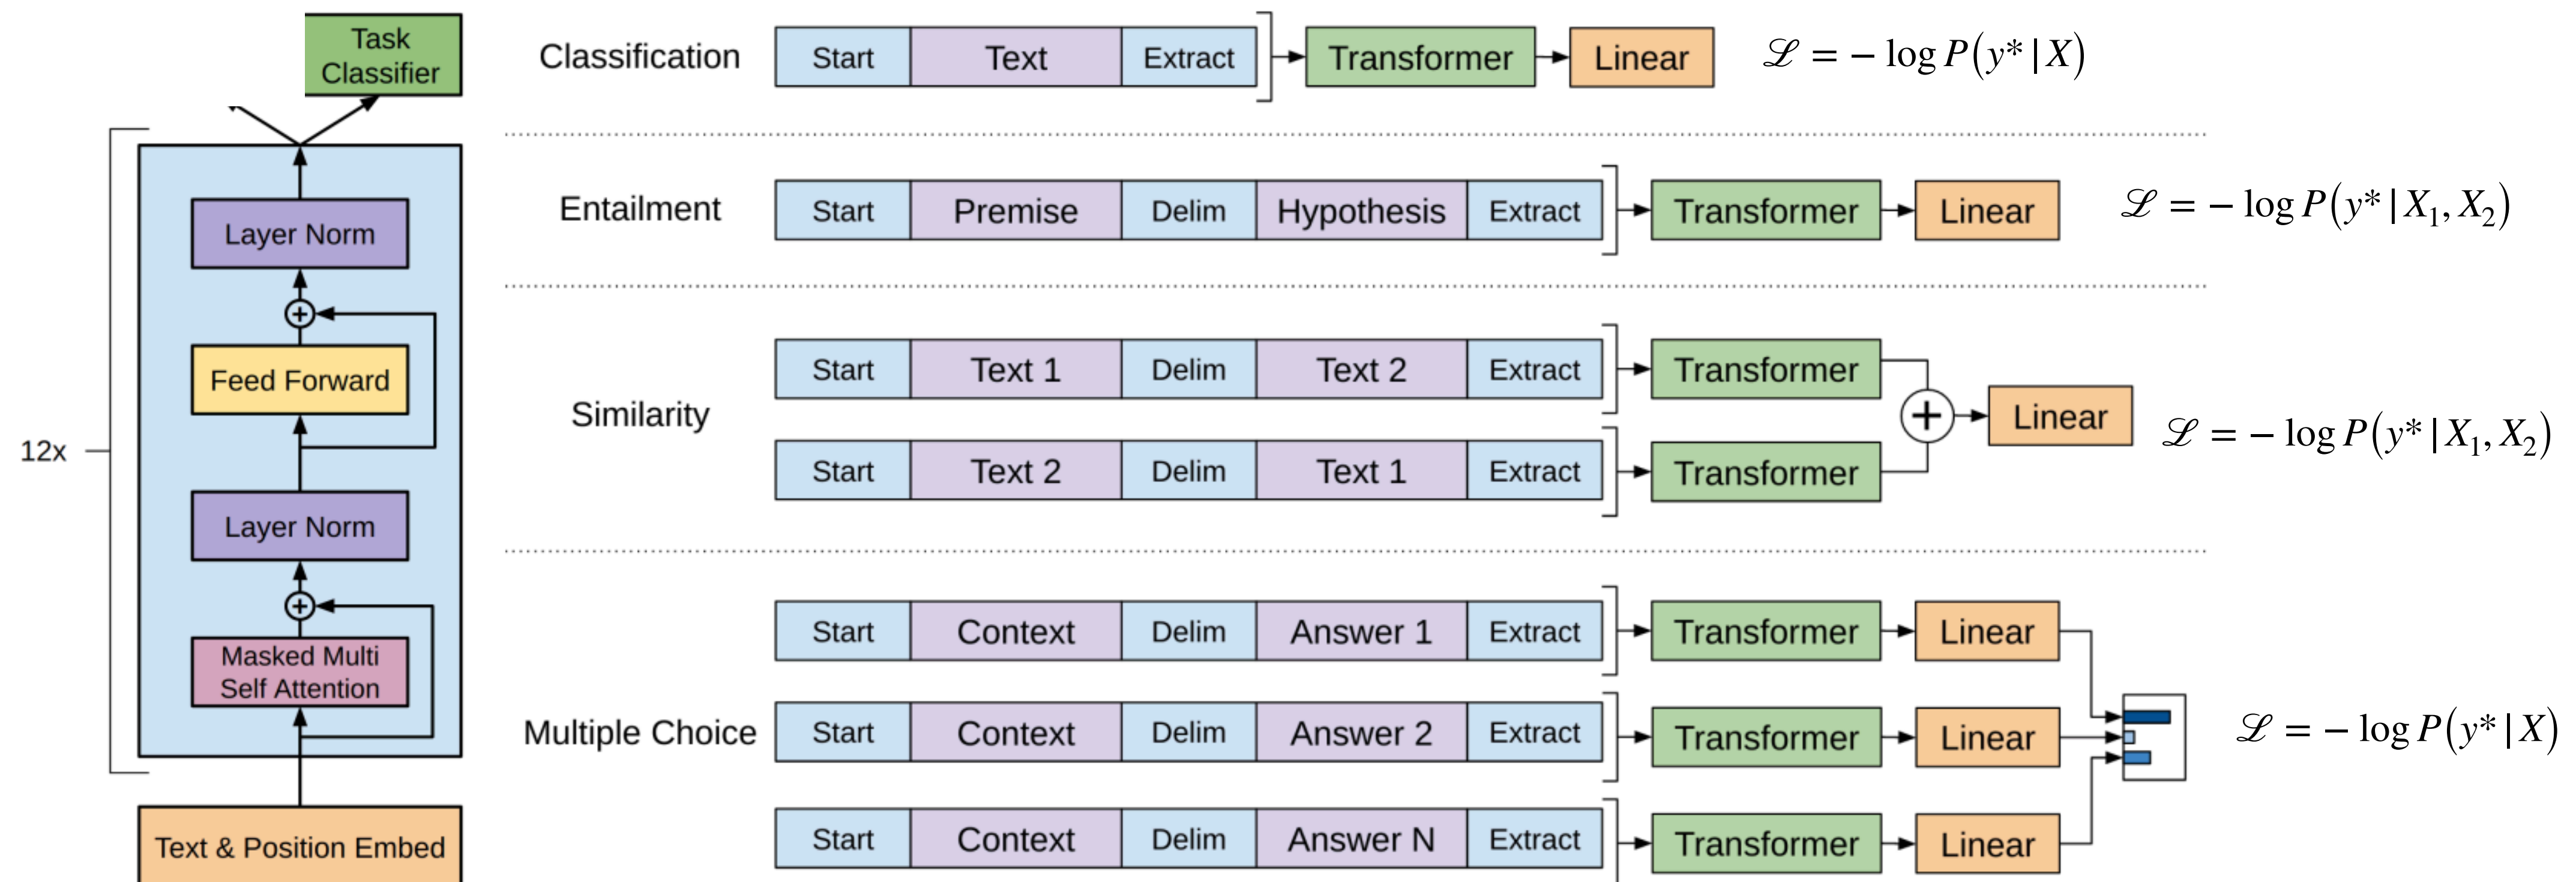 Task
Classifier
12x
Layer Norm
+
Feed Forward
Layer Norm
+
Masked Multi
Self Attention
Text & Position Embed
Classification
Start Text Extract Transformer Linear ℒ = − log P(y* | X)
Entailment
Start Premise Delim Hypothesis Extract Transformer Linear ℒ = − log P(y* | X₁, X₂)
Similarity
Start Text 1 Delim Text 2 Extract Transformer
Start Text 2 Delim Text 1 Extract Transformer
+ Linear ℒ = − log P(y* | X₁, X₂)
Multiple Choice
Start Context Delim Answer 1 Extract Transformer Linear
Start Context Delim Answer 2 Extract Transformer Linear
Start Context Delim Answer N Extract Transformer Linear
ℒ = − log P(y* | X)